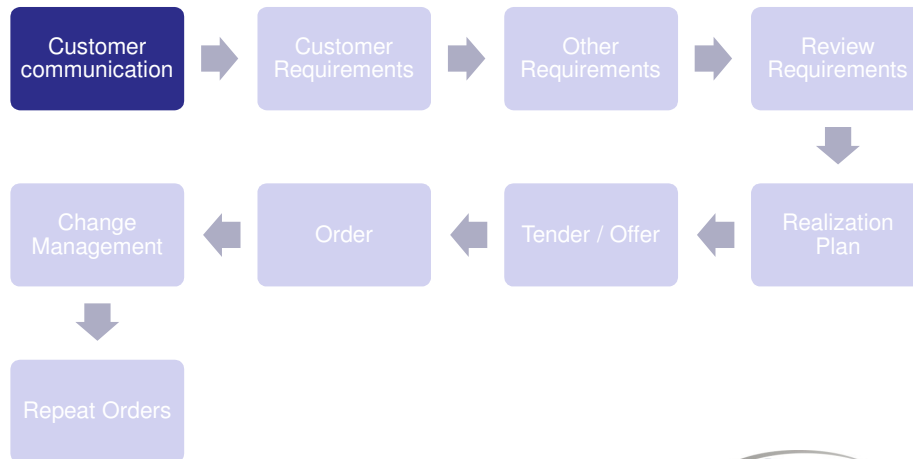 Customer
communication
Customer
Requirements
Other
Requirements
Review
Requirements
Realization
Plan
Tender / Offer
Order
Change
Management
Repeat Orders